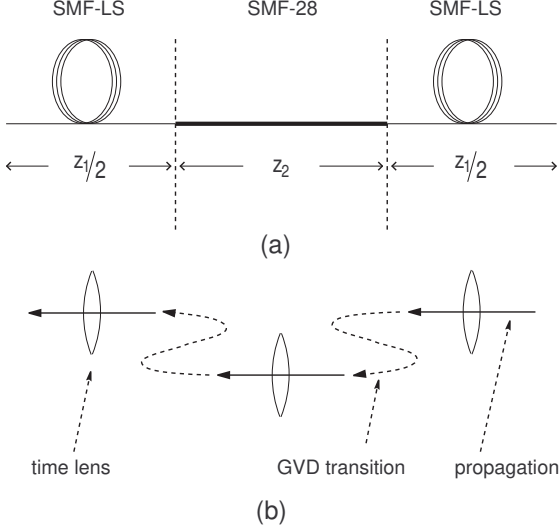 SMF-LS SMF-28 SMF-LS
z1/2 z2 z1/2
(a)
time lens GVD transition propagation
(b)